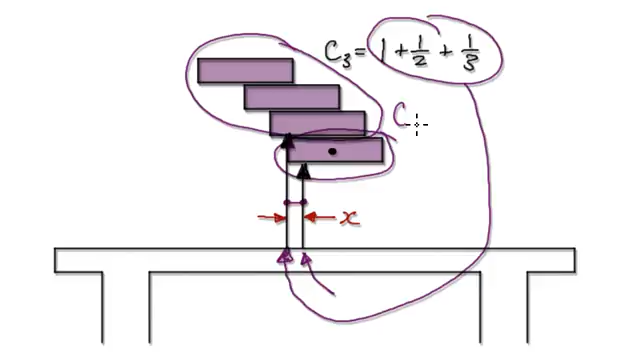 C₃ = 1 + 1/2 + 1/3
C
x